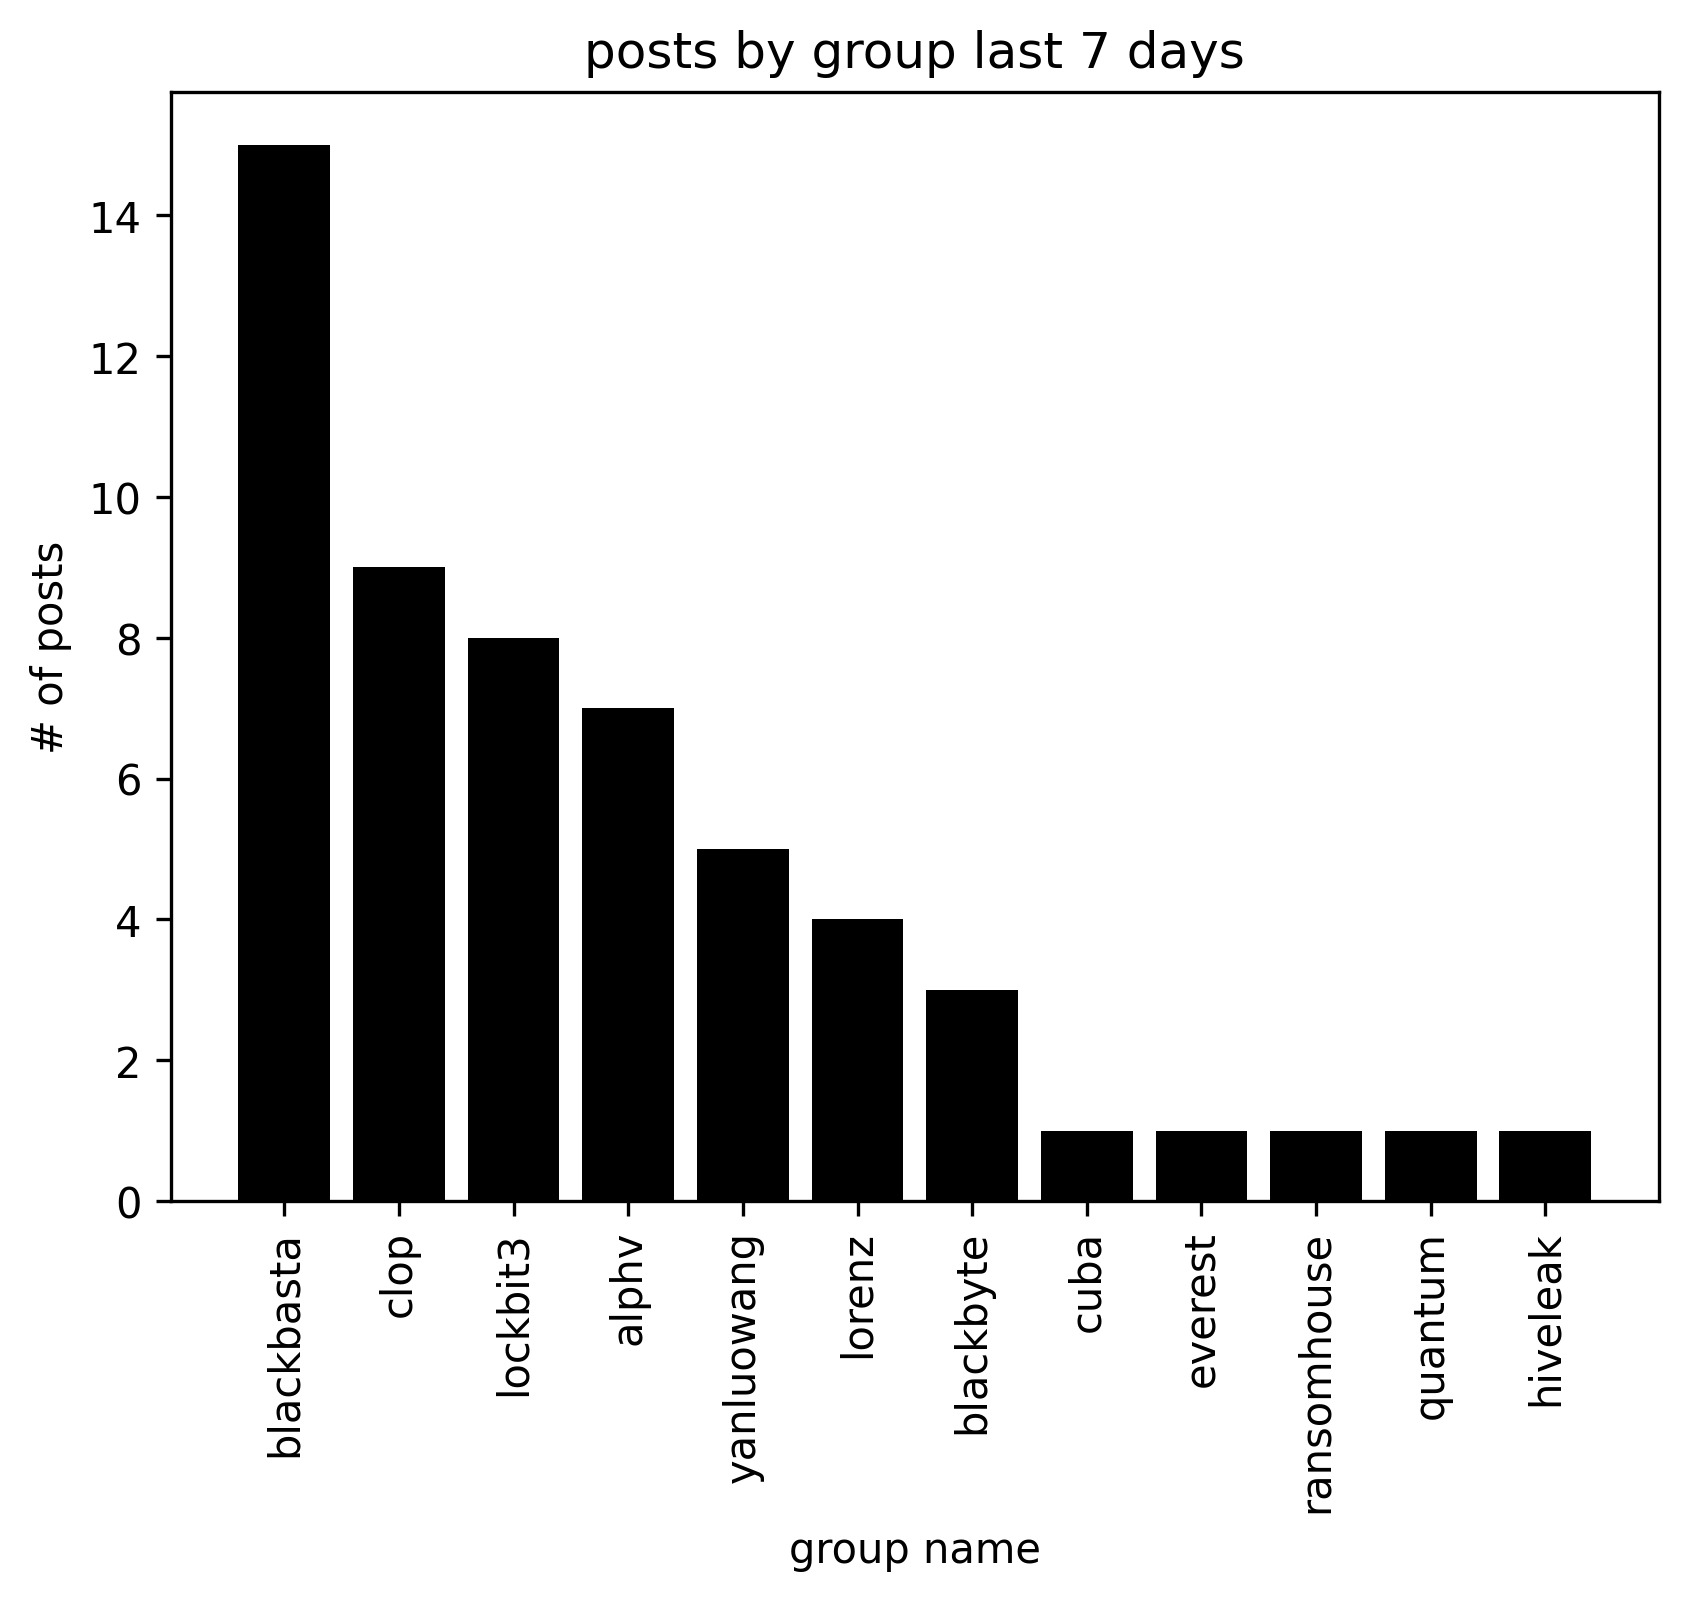 posts by group last 7 days
# of posts
14
12
10
8
6
4
2
0
blackbasta
clop
lockbit3
alphv
yanluowang
lorenz
blackbyte
cuba
everest
ransomhouse
quantum
hiveleak
group name